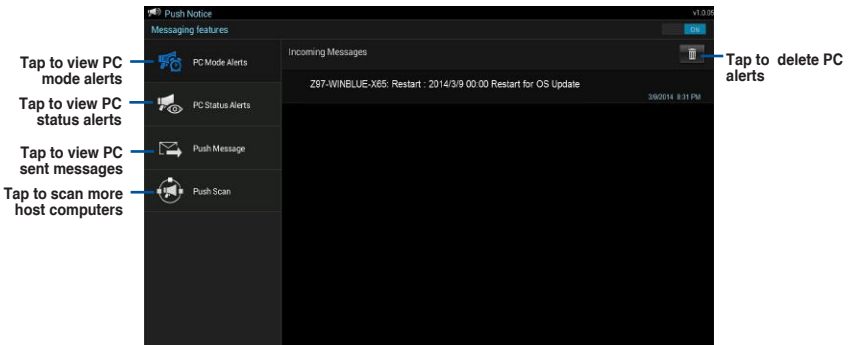 Push Notice
v1.0.05
Messaging features
ON
Tap to view PC
mode alerts
PC Mode Alerts
Incoming Messages
Tap to delete PC
alerts
Z97-WINBLUE-X65: Restart : 2014/3/9 00:00 Restart for OS Update
3/9/2014 8:31 PM
Tap to view PC
status alerts
PC Status Alerts
Tap to view PC
sent messages
Push Message
Tap to scan more
host computers
Push Scan